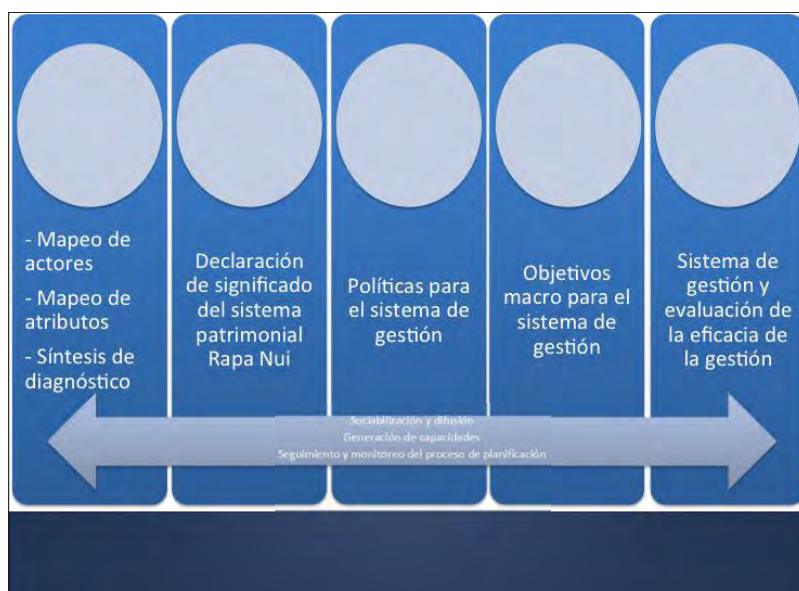 - Mapeo de
actores
- Mapeo de
atributos
- Síntesis de
diagnóstico
Declaración
de significado
del sistema
patrimonial
Rapa Nui
Políticas para
el sistema de
gestión
Objetivos
macro para el
sistema de
gestión
Sistema de
gestión y
evaluación de
la eficacia de
la gestión
Sociabilización y difusión
Generación de capacidades
Seguimiento y monitoreo del proceso de planificación